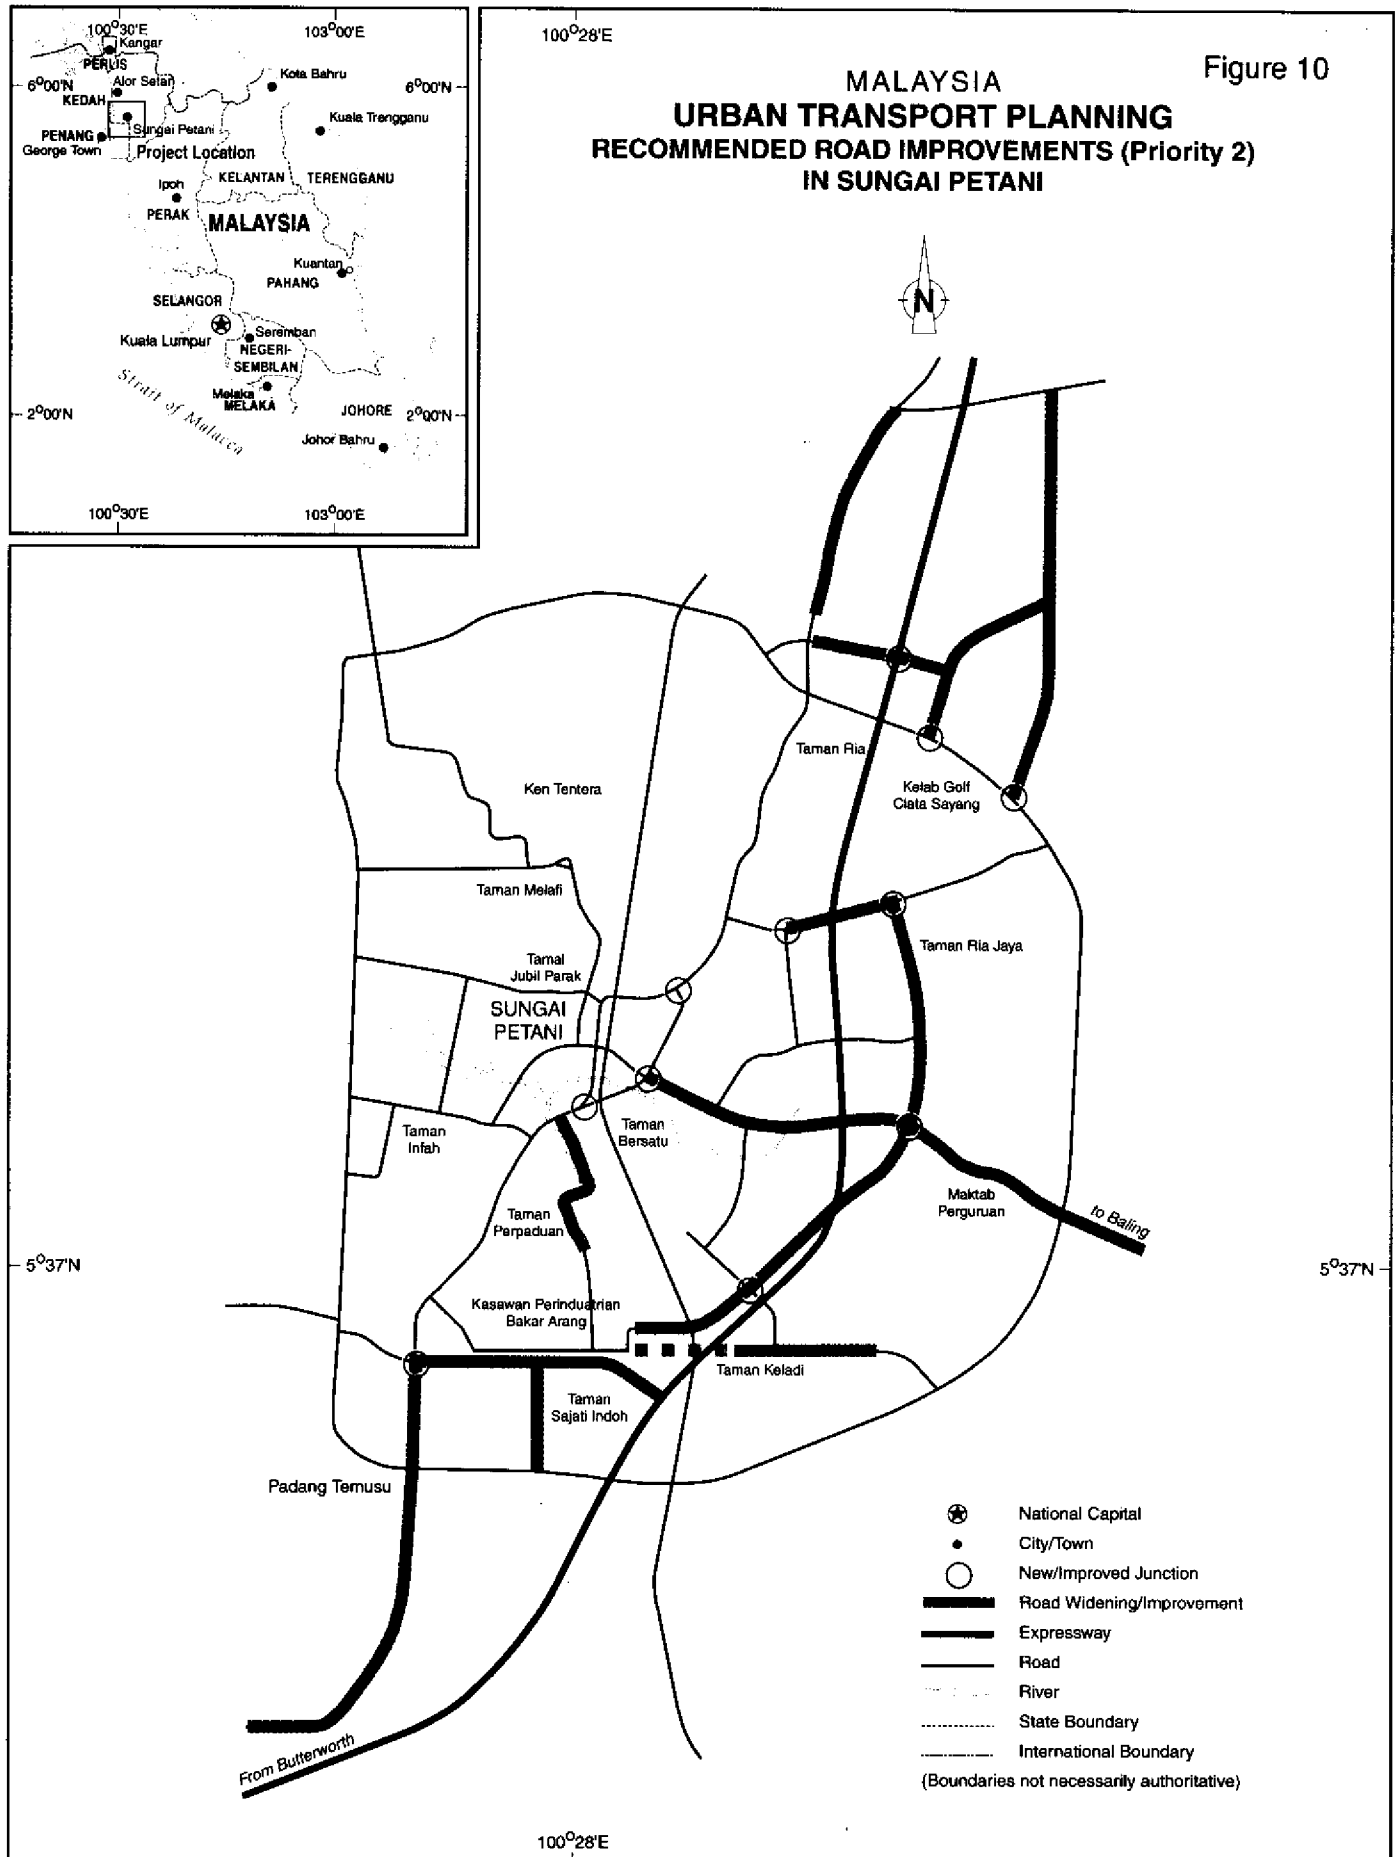 Figure 10
MALAYSIA
URBAN TRANSPORT PLANNING
RECOMMENDED ROAD IMPROVEMENTS (Priority 2)
IN SUNGAI PETANI
100°28'E
100°30'E
103°00'E
Kangar
PERLIS
6°00'N
Alor Setar
Kota Bahru
6°00'N
KEDAH
Kuala Trengganu
PENANG
Sungai Petani
George Town
Project Location
KELANTAN
TERENGGANU
Ipoh
PERAK
MALAYSIA
Kuantan
PAHANG
SELANGOR
Kuala Lumpur
Seremban
NEGERI-
SEMBILAN
Strait of Malacca
Melaka
MELAKA
JOHORE
2°00'N
2°00'N
Johor Bahru
100°30'E
103°00'E
N
Taman Ria
Ken Tentera
Kelab Golf
Ciata Sayang
Taman Melafi
Taman Ria Jaya
Tamal
Jubil Parak
SUNGAI
PETANI
Taman
Infah
Taman
Bersatu
Taman
Perpaduan
Maktab
Perguruan
to Baling
5°37'N
5°37'N
Kasawan Perinduatrian
Bakar Arang
Taman Keladi
Taman
Sajati Indoh
Padang Temusu
From Butterworth
National Capital
City/Town
New/Improved Junction
Road Widening/Improvement
Expressway
Road
River
State Boundary
International Boundary
(Boundaries not necessarily authoritative)
100°28'E